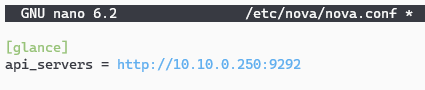 GNU nano 6.2 /etc/nova/nova.conf *
[glance]
api_servers = http://10.10.0.250:9292